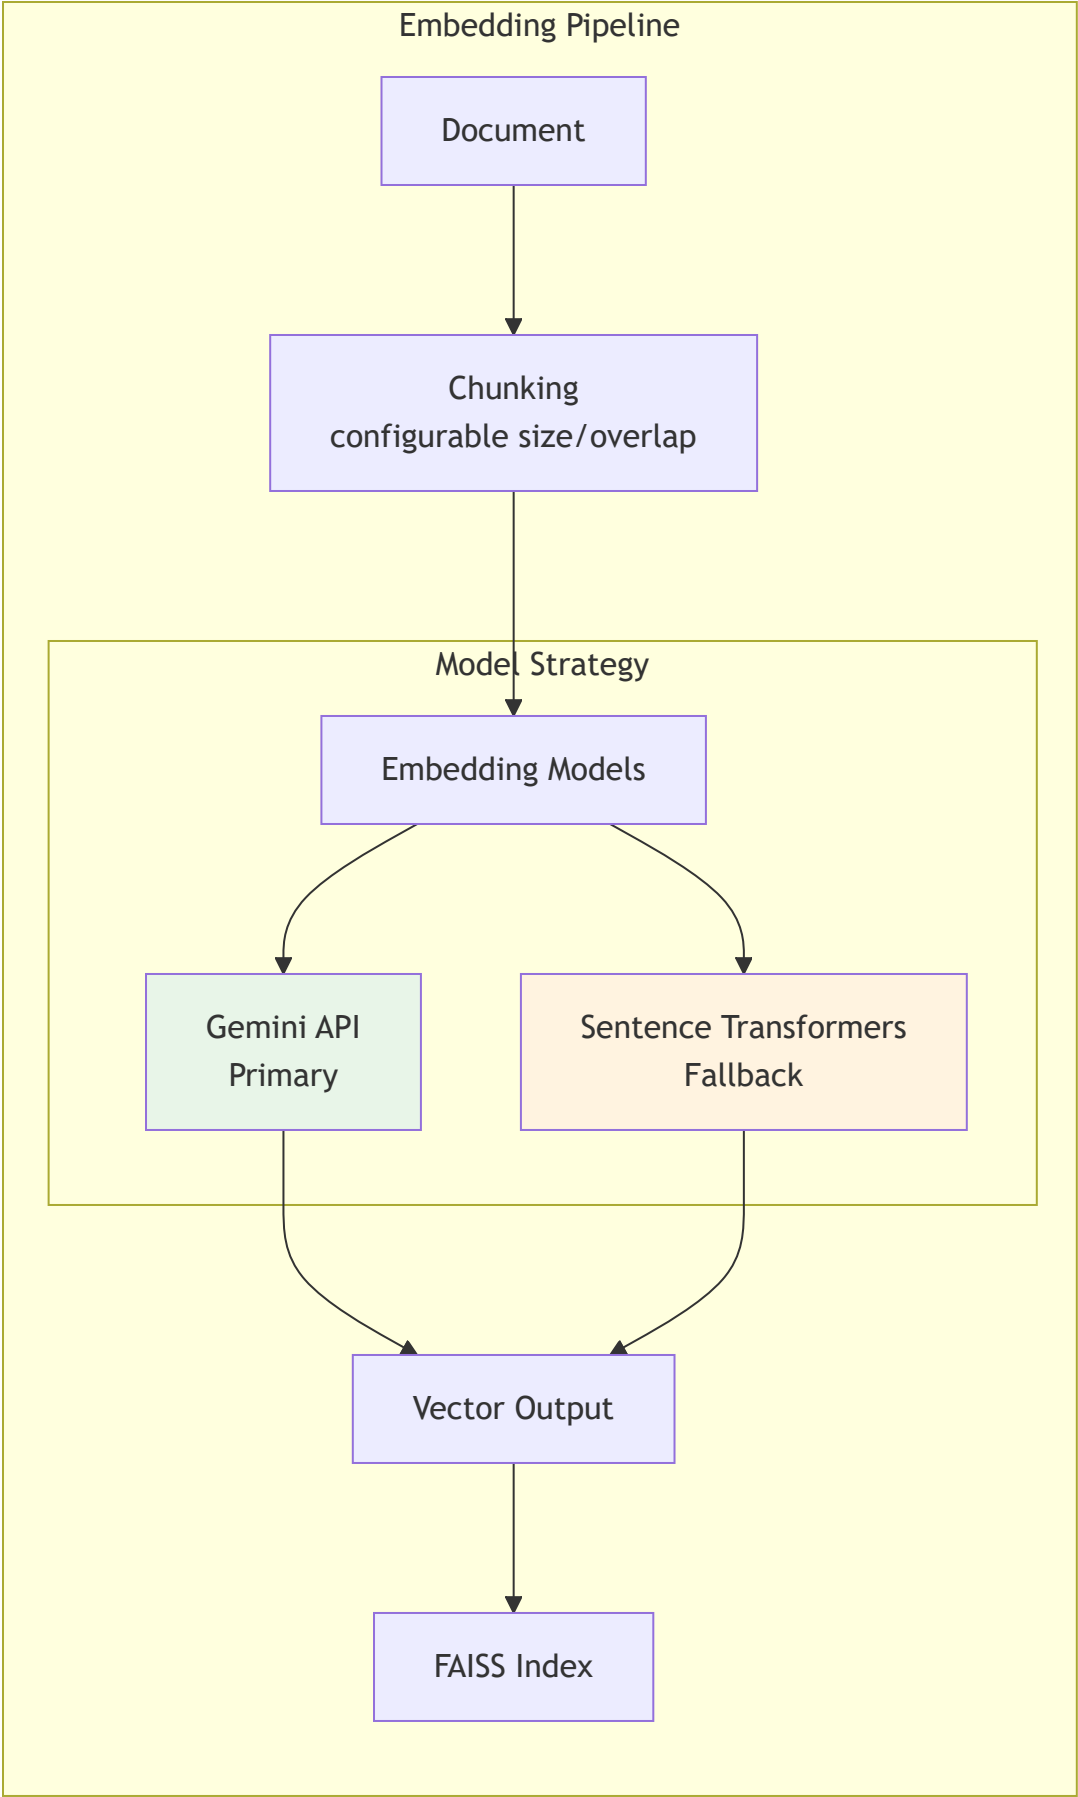 Embedding Pipeline
Document
Chunking
configurable size/overlap
Model Strategy
Embedding Models
Gemini API
Primary
Sentence Transformers
Fallback
Vector Output
FAISS Index